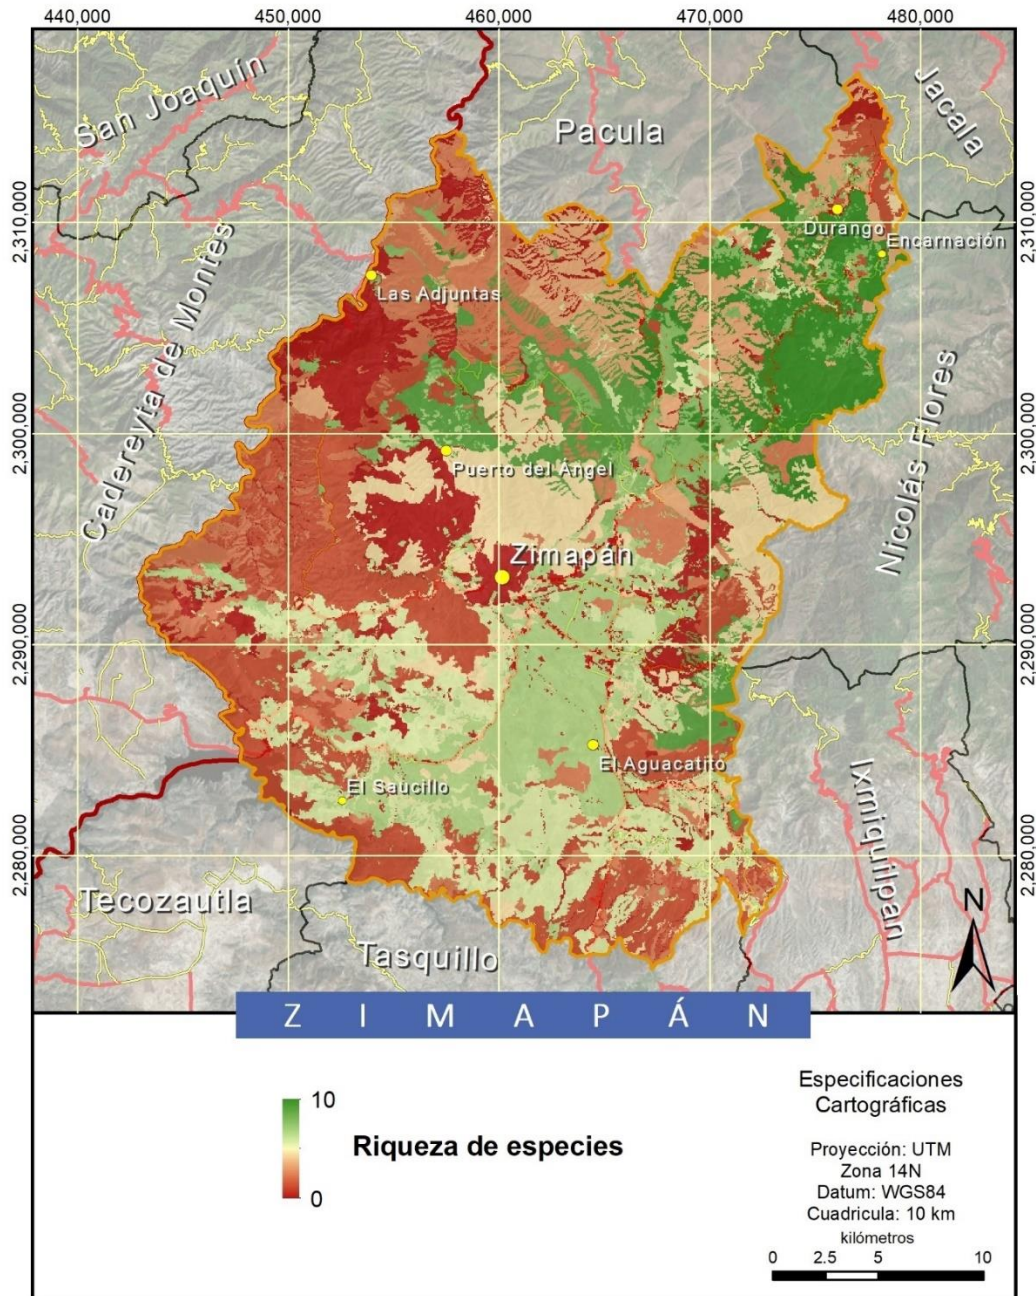 440,000
450,000
460,000
470,000
480,000
San Joaquín
Pacula
Jacala
2,310,000
2,310,000
Durango
Encarnación
Las Adjuntas
Cadereyta de Montes
2,300,000
2,300,000
Puerto del Ángel
Nicolás Flores
Zimapán
2,290,000
2,290,000
El Aguacatito
El Saucillo
Ixmiquilpan
2,280,000
2,280,000
Tecozautla
Tasquillo
N
ZIMAPÁN
10
Riqueza de especies
0
Especificaciones
Cartográficas
Proyección: UTM
Zona 14N
Datum: WGS84
Cuadricula: 10 km
kilómetros
0 2.5 5 10